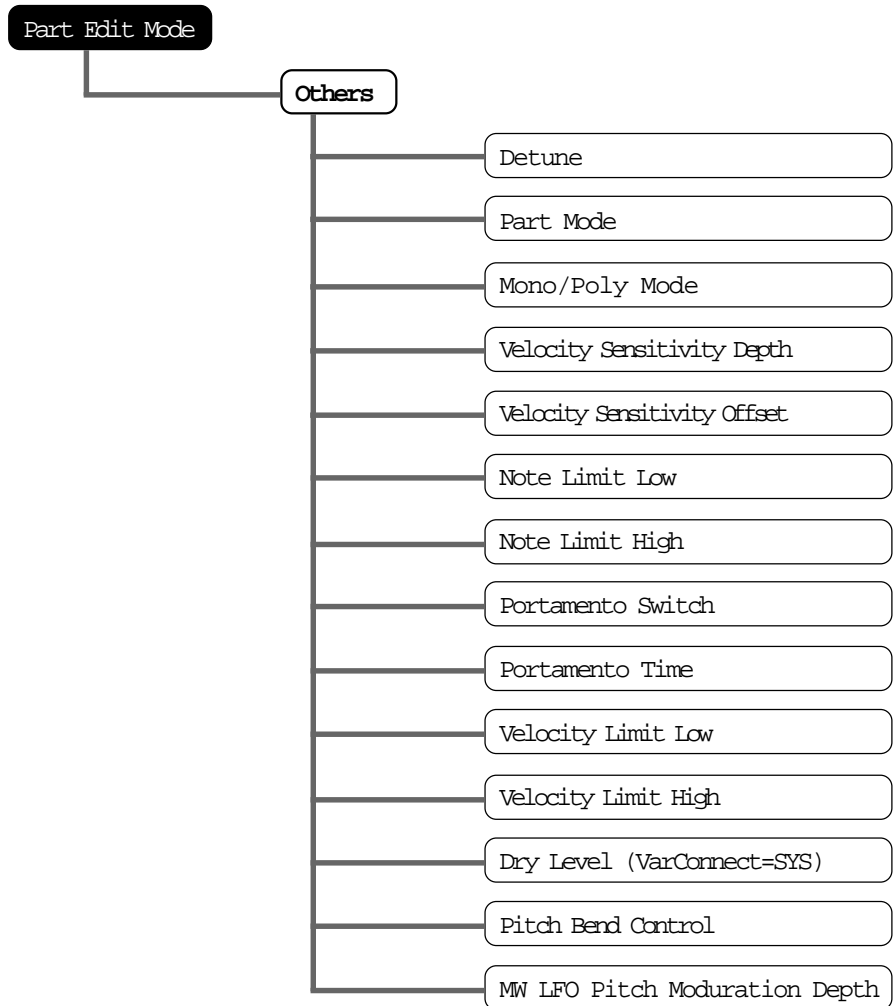 Part Edit Mode
Others
Detune
Part Mode
Mono/Poly Mode
Velocity Sensitivity Depth
Velocity Sensitivity Offset
Note Limit Low
Note Limit High
Portamento Switch
Portamento Time
Velocity Limit Low
Velocity Limit High
Dry Level (VarConnect=SYS)
Pitch Bend Control
MW LFO Pitch Moduration Depth